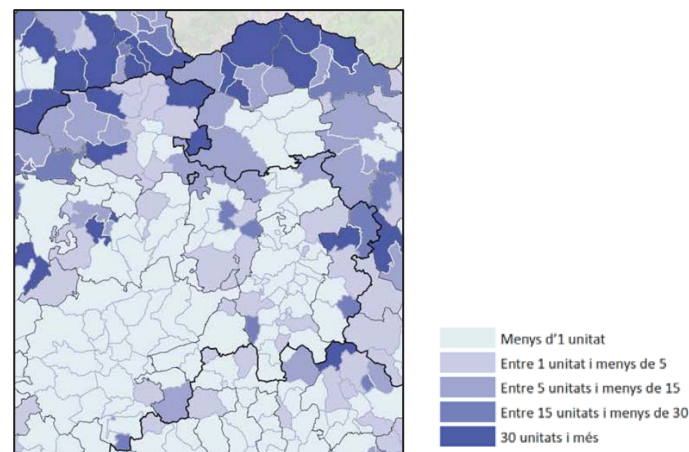 Menys d'1 unitat
Entre 1 unitat i menys de 5
Entre 5 unitats i menys de 15
Entre 15 unitats i menys de 30
30 unitats i més